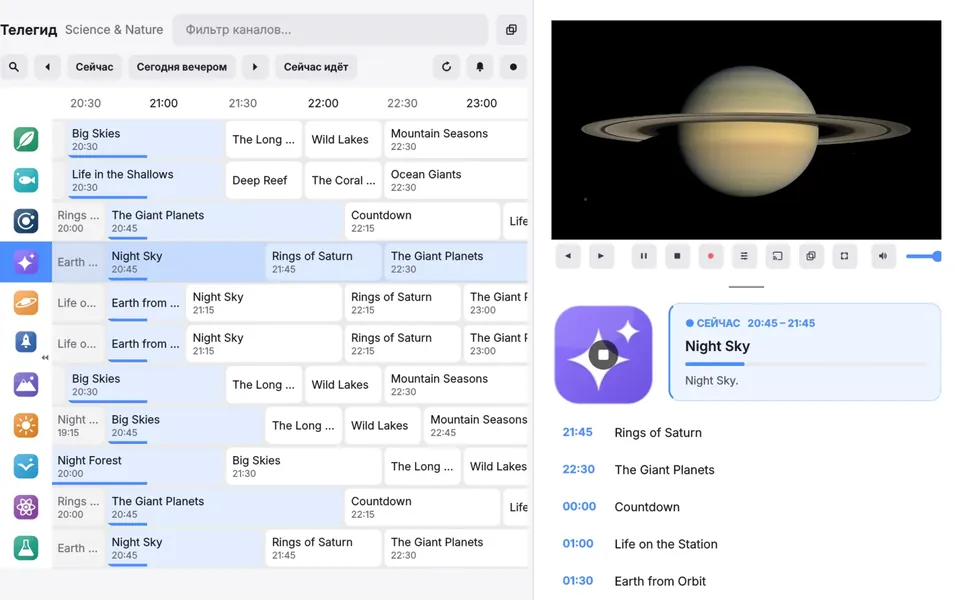 Телегид Science & Nature Фильтр каналов...
Сейчас Сегодня вечером Сейчас идёт
20:30 21:00 21:30 22:00 22:30 23:00
Big Skies
20:30
The Long ...
Wild Lakes
Mountain Seasons
22:30
Life in the Shallows
20:30
Deep Reef
The Coral ...
Ocean Giants
22:30
Rings ...
20:00
The Giant Planets
20:45
Countdown
22:15
Life
Earth ...
Night Sky
20:45
Rings of Saturn
21:45
The Giant Planets
22:30
Life o...
Earth from ...
Night Sky
21:15
Rings of Saturn
22:15
The Giant P
23:00
Life o...
Earth from ...
Night Sky
21:15
Rings of Saturn
22:15
The Giant P
23:00
Big Skies
20:30
The Long ...
Wild Lakes
Mountain Seasons
22:30
Night ...
19:15
Big Skies
20:45
The Long ...
Wild Lakes
Mountain Seasons
22:45
Night Forest
20:00
Big Skies
21:30
The Long ...
Wild Lakes
Rings ...
20:00
The Giant Planets
20:45
Countdown
22:15
Life
Earth ...
Night Sky
20:45
Rings of Saturn
21:45
The Giant Planets
22:30
СЕЙЧАС 20:45 – 21:45
Night Sky
Night Sky.
21:45 Rings of Saturn
22:30 The Giant Planets
00:00 Countdown
01:00 Life on the Station
01:30 Earth from Orbit